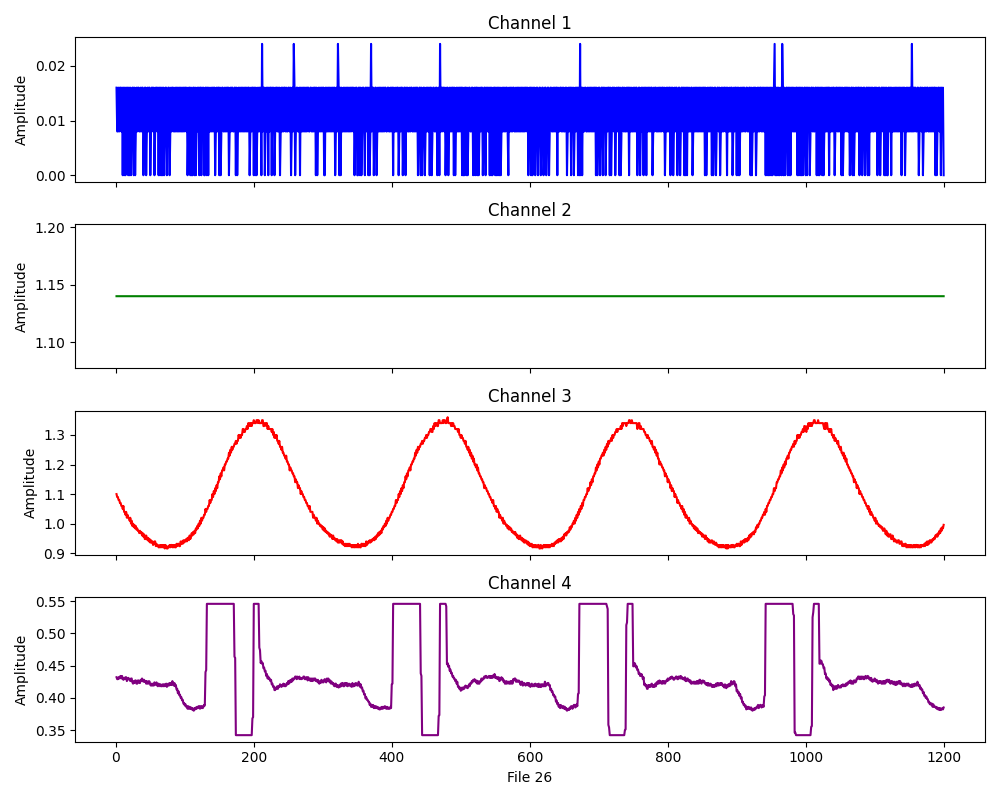 Channel 1
Amplitude
0.02
0.01
0.00
Channel 2
Amplitude
1.20
1.15
1.10
Channel 3
Amplitude
1.3
1.2
1.1
1.0
0.9
Channel 4
Amplitude
0.55
0.50
0.45
0.40
0.35
0 200 400 600 800 1000 1200
File 26